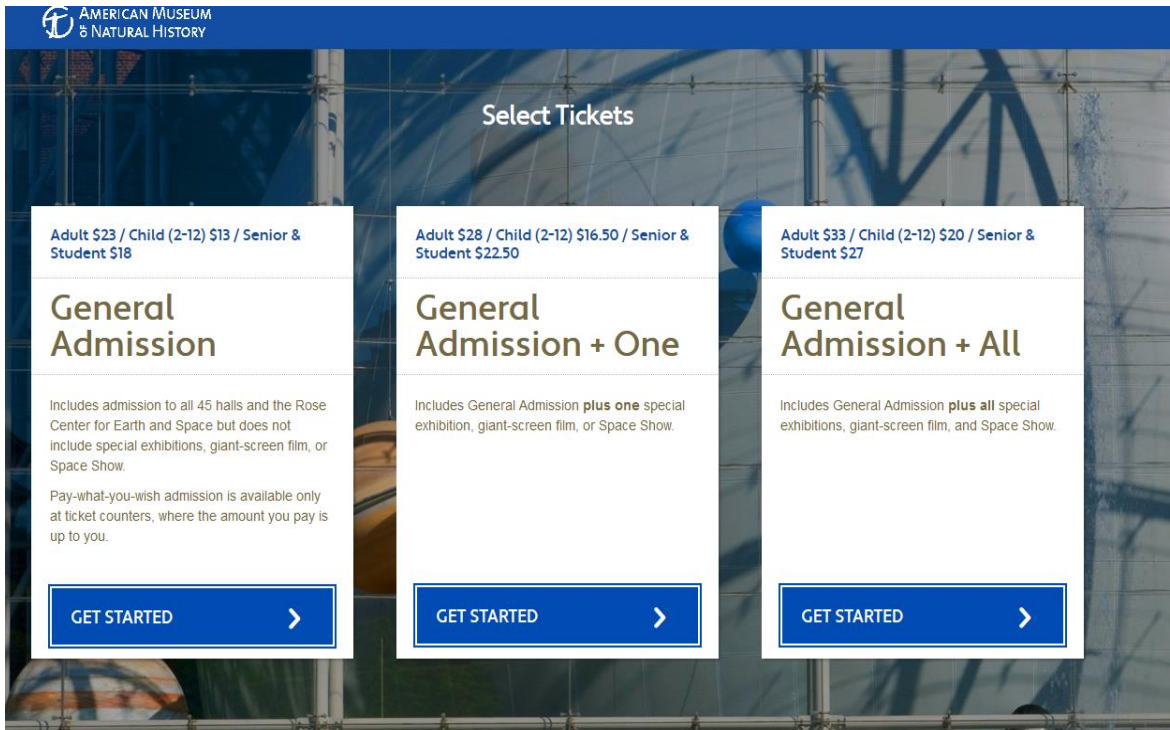 AMERICAN MUSEUM
OF NATURAL HISTORY
Select Tickets
Adult $23 / Child (2-12) $13 / Senior &
Student $18
General
Admission
Includes admission to all 45 halls and the Rose
Center for Earth and Space but does not
include special exhibitions, giant-screen film, or
Space Show.
Pay-what-you-wish admission is available only
at ticket counters, where the amount you pay is
up to you.
GET STARTED
Adult $28 / Child (2-12) $16.50 / Senior &
Student $22.50
General
Admission + One
Includes General Admission plus one special
exhibition, giant-screen film, or Space Show.
GET STARTED
Adult $33 / Child (2-12) $20 / Senior &
Student $27
General
Admission + All
Includes General Admission plus all special
exhibitions, giant-screen film, and Space Show.
GET STARTED